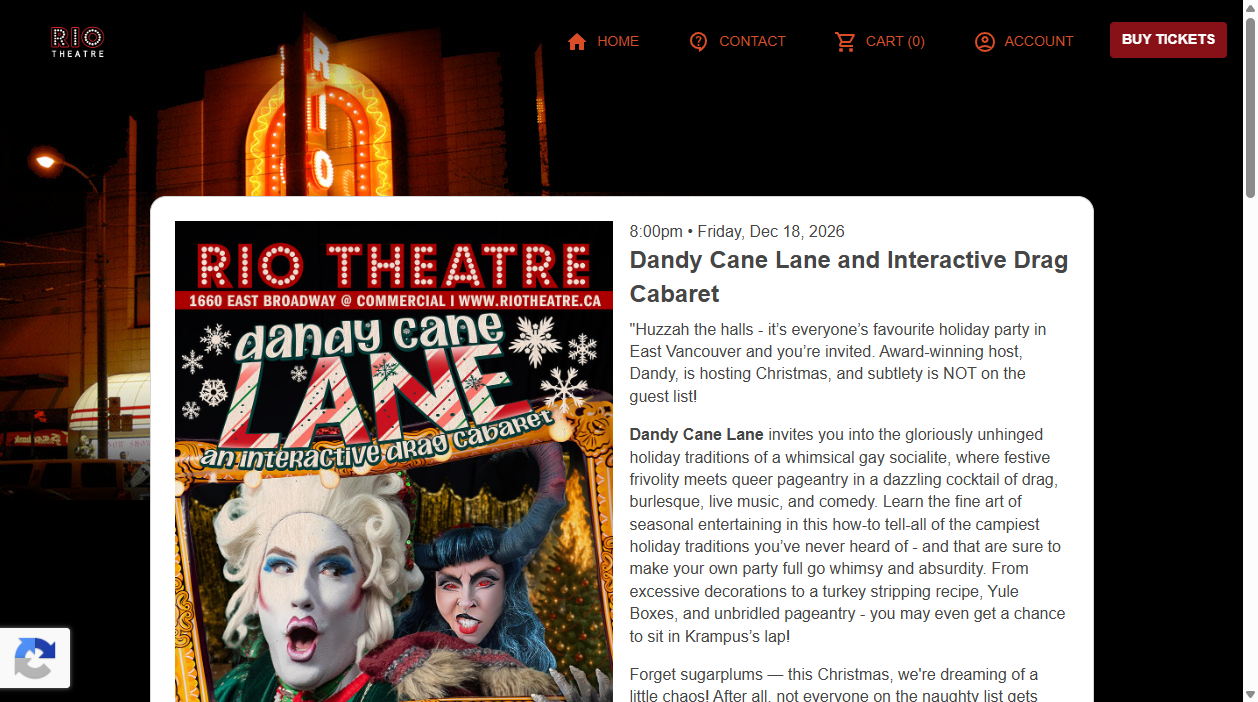 RIO
THEATRE
HOME
CONTACT
CART (0)
ACCOUNT
BUY TICKETS
RIO
RIO THEATRE
1660 EAST BROADWAY @ COMMERCIAL I WWW.RIOTHEATRE.CA
dandy cane
LANE
an interactive drag cabaret
8:00pm • Friday, Dec 18, 2026
Dandy Cane Lane and Interactive Drag
Cabaret
"Huzzah the halls - it’s everyone’s favourite holiday party in
East Vancouver and you’re invited. Award-winning host,
Dandy, is hosting Christmas, and subtlety is NOT on the
guest list!
Dandy Cane Lane invites you into the gloriously unhinged
holiday traditions of a whimsical gay socialite, where festive
frivolity meets queer pageantry in a dazzling cocktail of drag,
burlesque, live music, and comedy. Learn the fine art of
seasonal entertaining in this how-to tell-all of the campiest
holiday traditions you’ve never heard of - and that are sure to
make your own party full go whimsy and absurdity. From
excessive decorations to a turkey stripping recipe, Yule
Boxes, and unbridled pageantry - you may even get a chance
to sit in Krampus’s lap!
Forget sugarplums — this Christmas, we're dreaming of a
little chaos! After all, not everyone on the naughty list gets